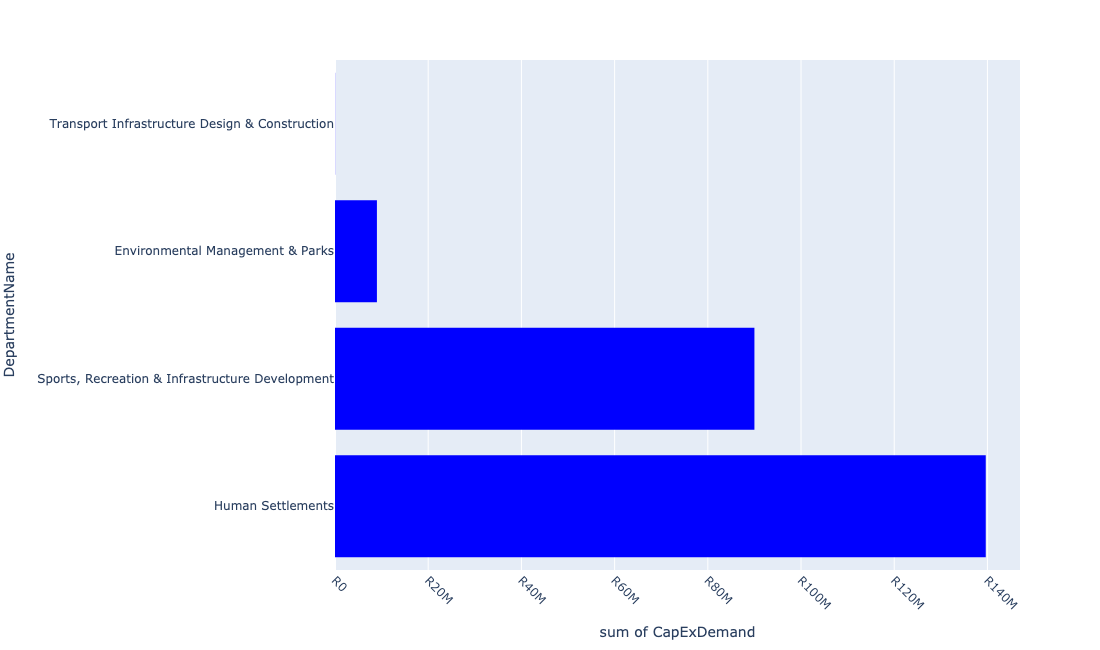 Transport Infrastructure Design & Construction
Environmental Management & Parks
Sports, Recreation & Infrastructure Development
Human Settlements
DepartmentName
R0
R20M
R40M
R60M
R80M
R100M
R120M
R140M
sum of CapExDemand